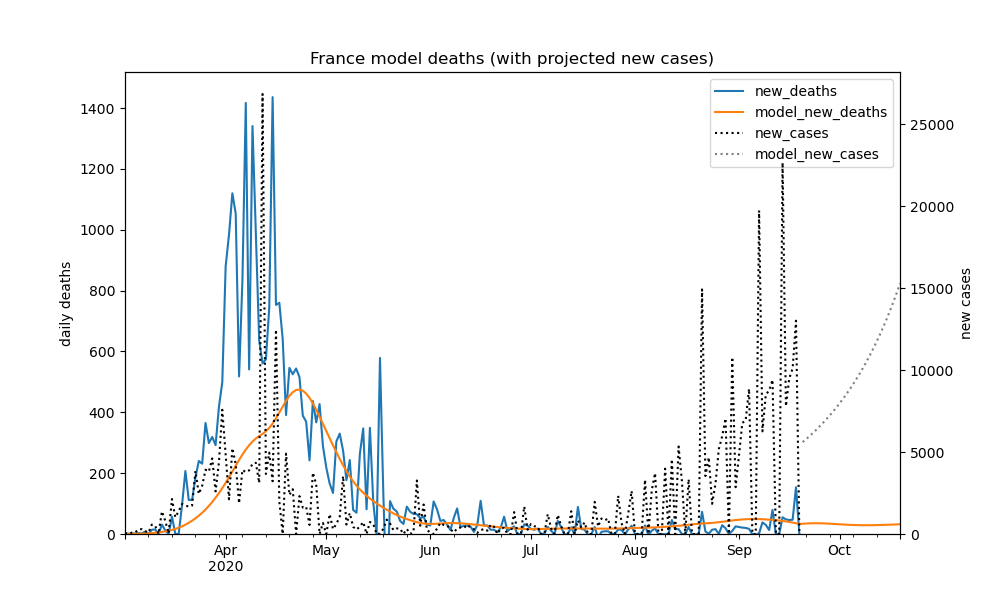 France model deaths (with projected new cases)
new_deaths
model_new_deaths
new_cases
model_new_cases
daily deaths
1400
1200
1000
800
600
400
200
0
new cases
25000
20000
15000
10000
5000
0
Apr
2020
May
Jun
Jul
Aug
Sep
Oct